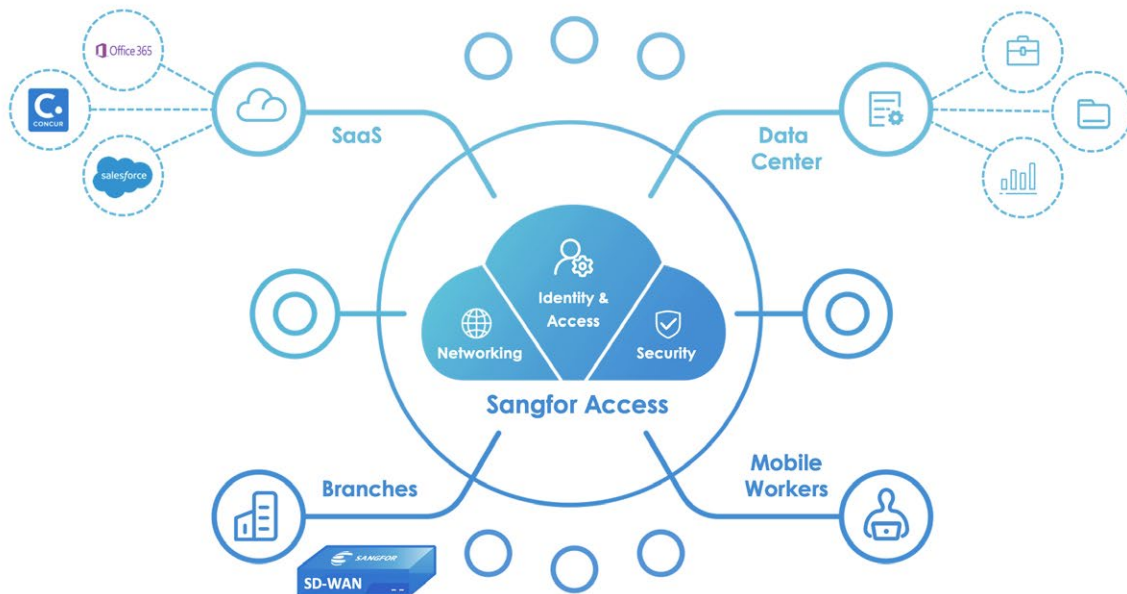 Office 365
C.
CONCUR
salesforce
SaaS
Data
Center
Identity &
Access
Networking
Security
Sangfor Access
Branches
Mobile
Workers
SANGFOR
SD-WAN